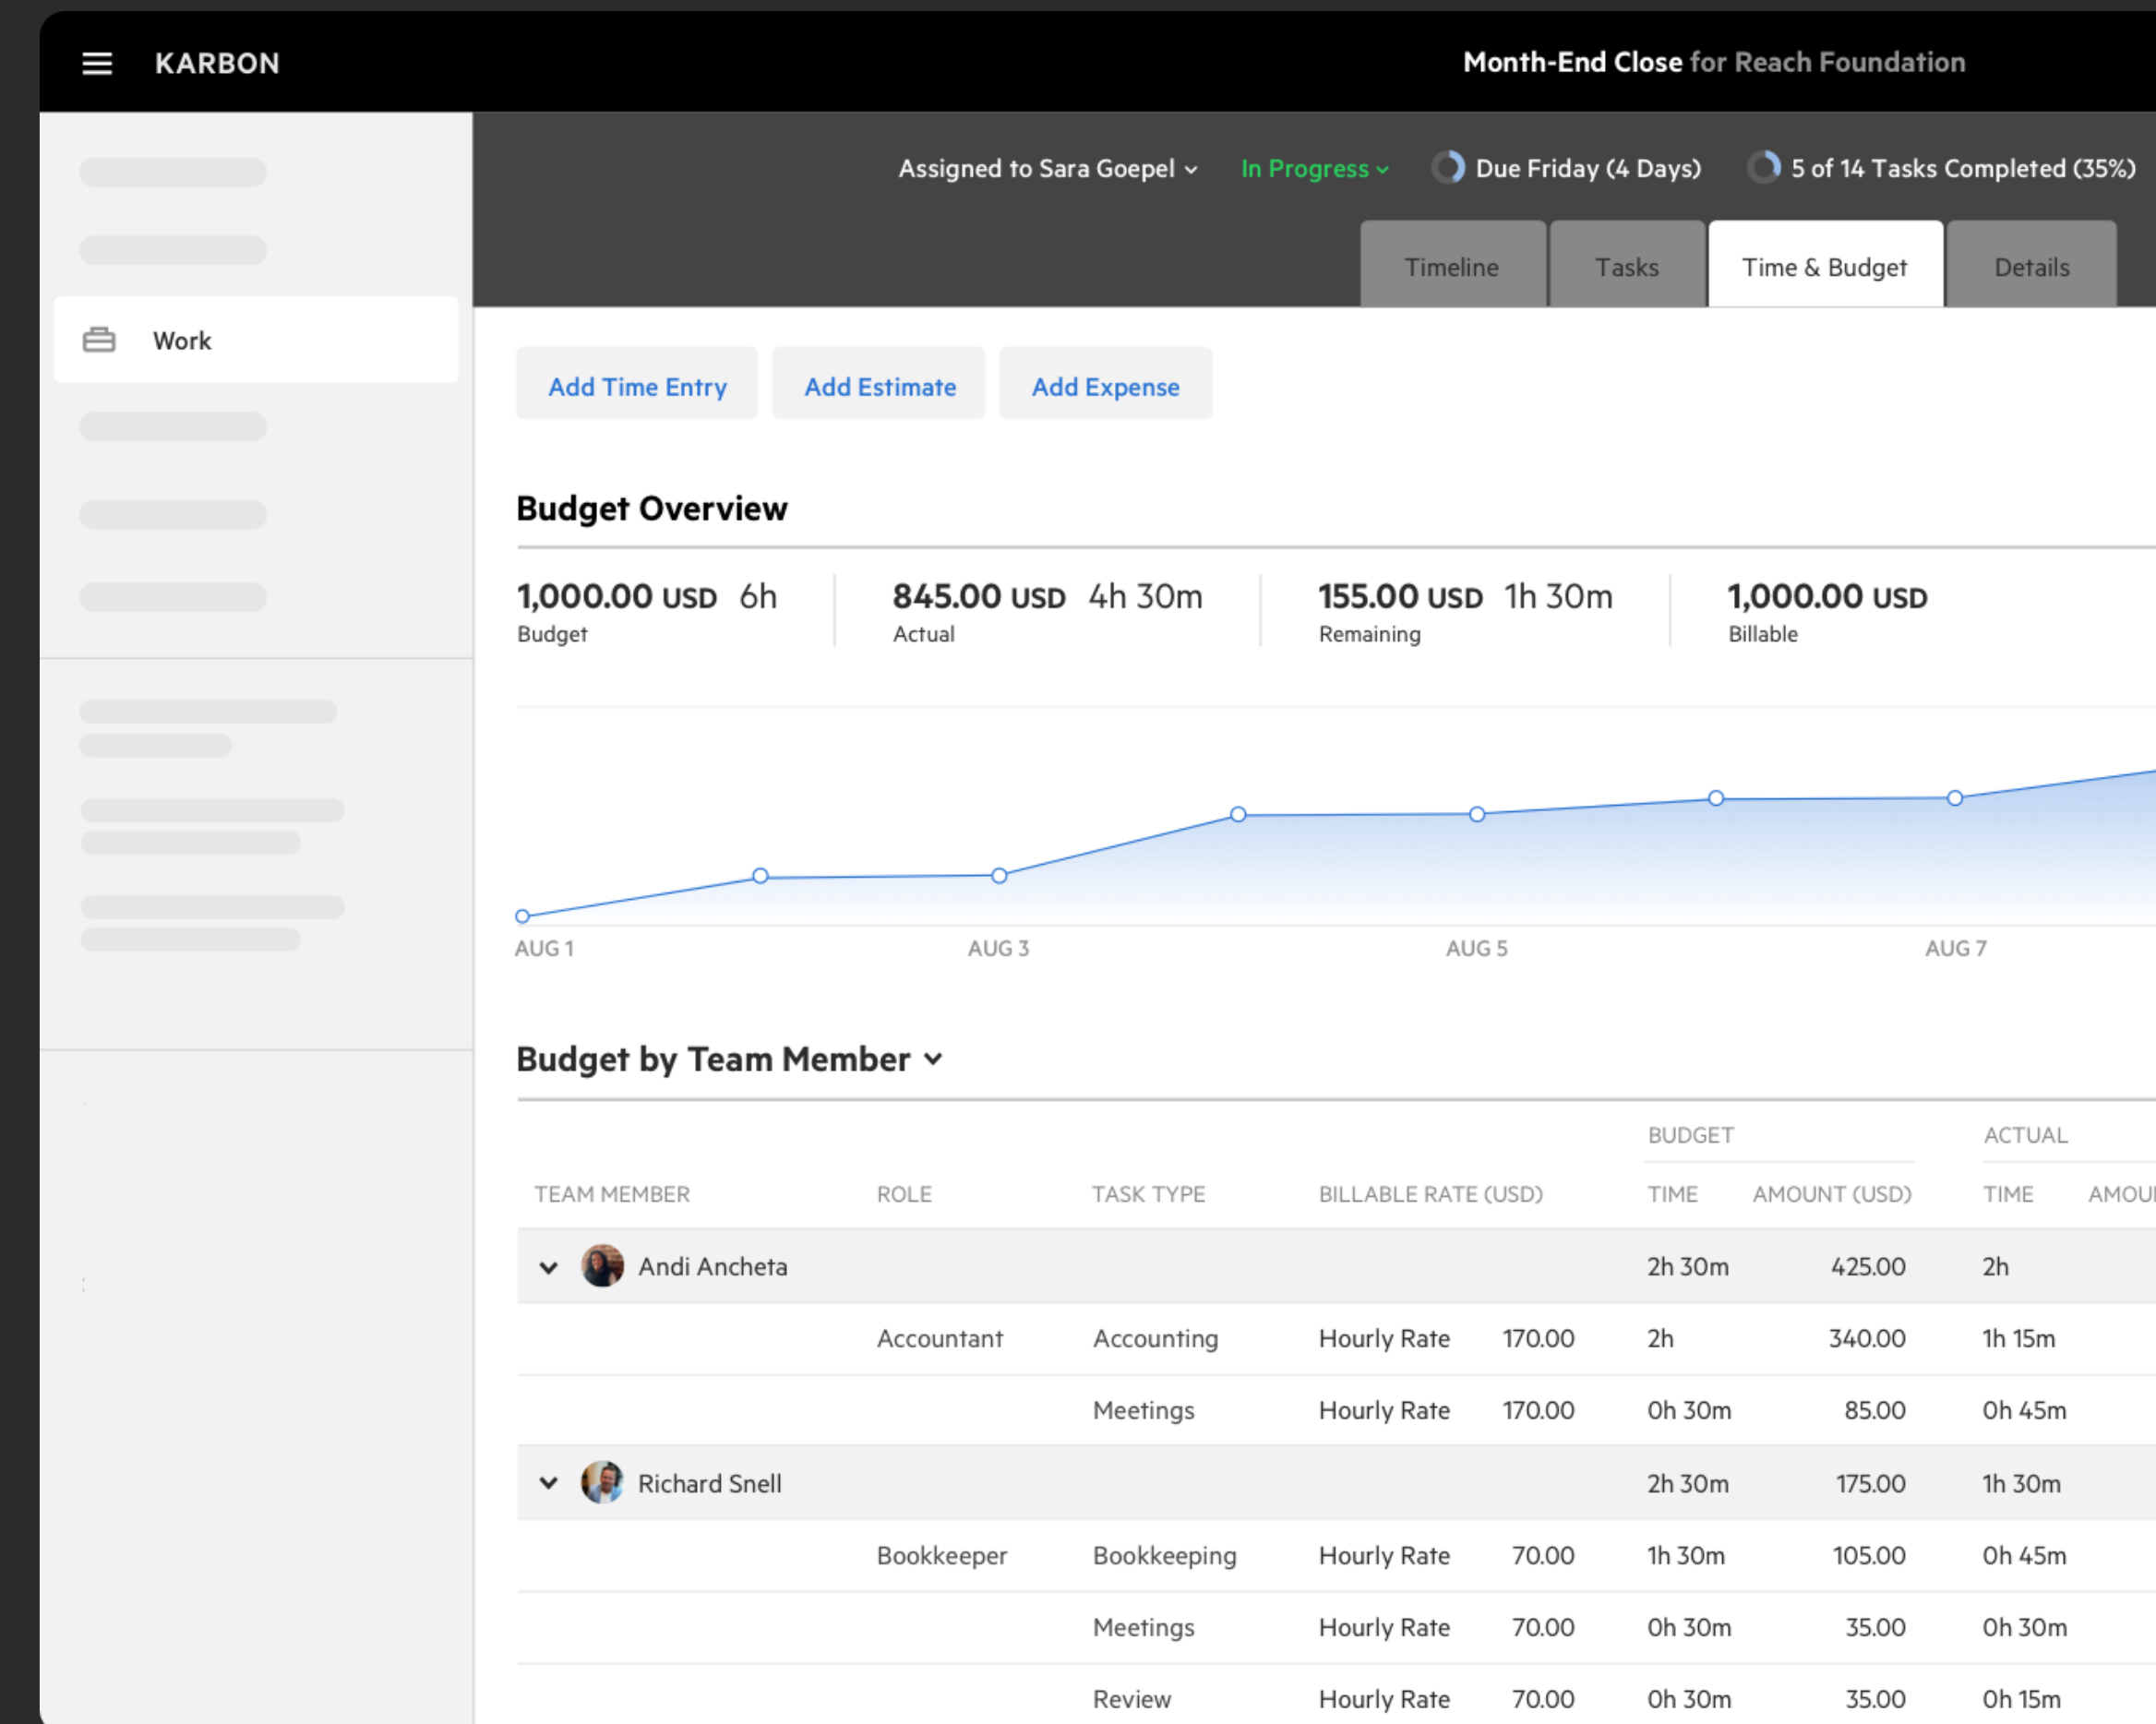 KARBON
Month-End Close for Reach Foundation
Assigned to Sara Goepel In Progress Due Friday (4 Days) 5 of 14 Tasks Completed (35%)
Timeline Tasks Time & Budget Details
Work
Add Time Entry Add Estimate Add Expense
Budget Overview
1,000.00 USD 6h 845.00 USD 4h 30m 155.00 USD 1h 30m 1,000.00 USD
Budget Actual Remaining Billable
AUG 1 AUG 3 AUG 5 AUG 7
Budget by Team Member
BUDGET ACTUAL
TEAM MEMBER ROLE TASK TYPE BILLABLE RATE (USD) TIME AMOUNT (USD) TIME
Andi Ancheta 2h 30m 425.00 2h
Accountant Accounting Hourly Rate 170.00 2h 340.00 1h 15m
Meetings Hourly Rate 170.00 0h 30m 85.00 0h 45m
Richard Snell 2h 30m 175.00 1h 30m
Bookkeeper Bookkeeping Hourly Rate 70.00 1h 30m 105.00 0h 45m
Meetings Hourly Rate 70.00 0h 30m 35.00 0h 30m
Review Hourly Rate 70.00 0h 30m 35.00 0h 15m